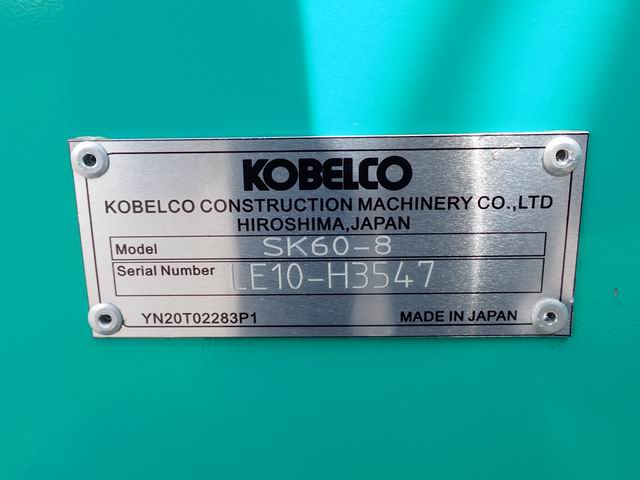 KOBELCO
KOBELCO CONSTRUCTION MACHINERY CO.,LTD
HIROSHIMA,JAPAN
Model SK60-8
Serial Number LE10-H3547
YN20T02283P1 MADE IN JAPAN